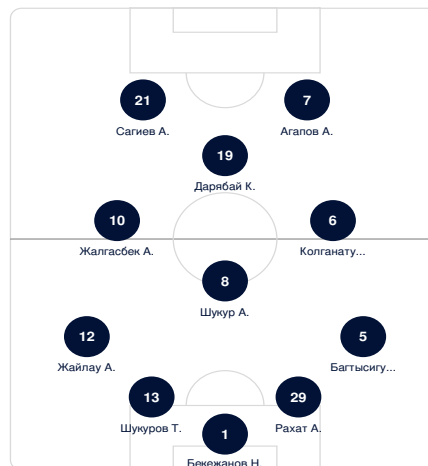 21
7
Сагиев А.
Агапов А.
19
Дарябай К.
10
6
Жалгасбек А.
Колганату...
8
Шукур А.
12
5
Жайлау А.
Багтысигу...
13
29
Шукуров Т.
Рахат А.
1
Бекежанов Н.